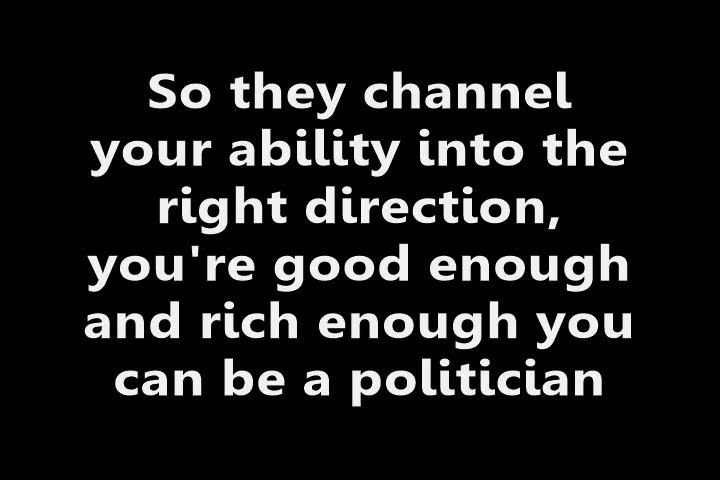 So they channel
your ability into the
right direction,
you're good enough
and rich enough you
can be a politician